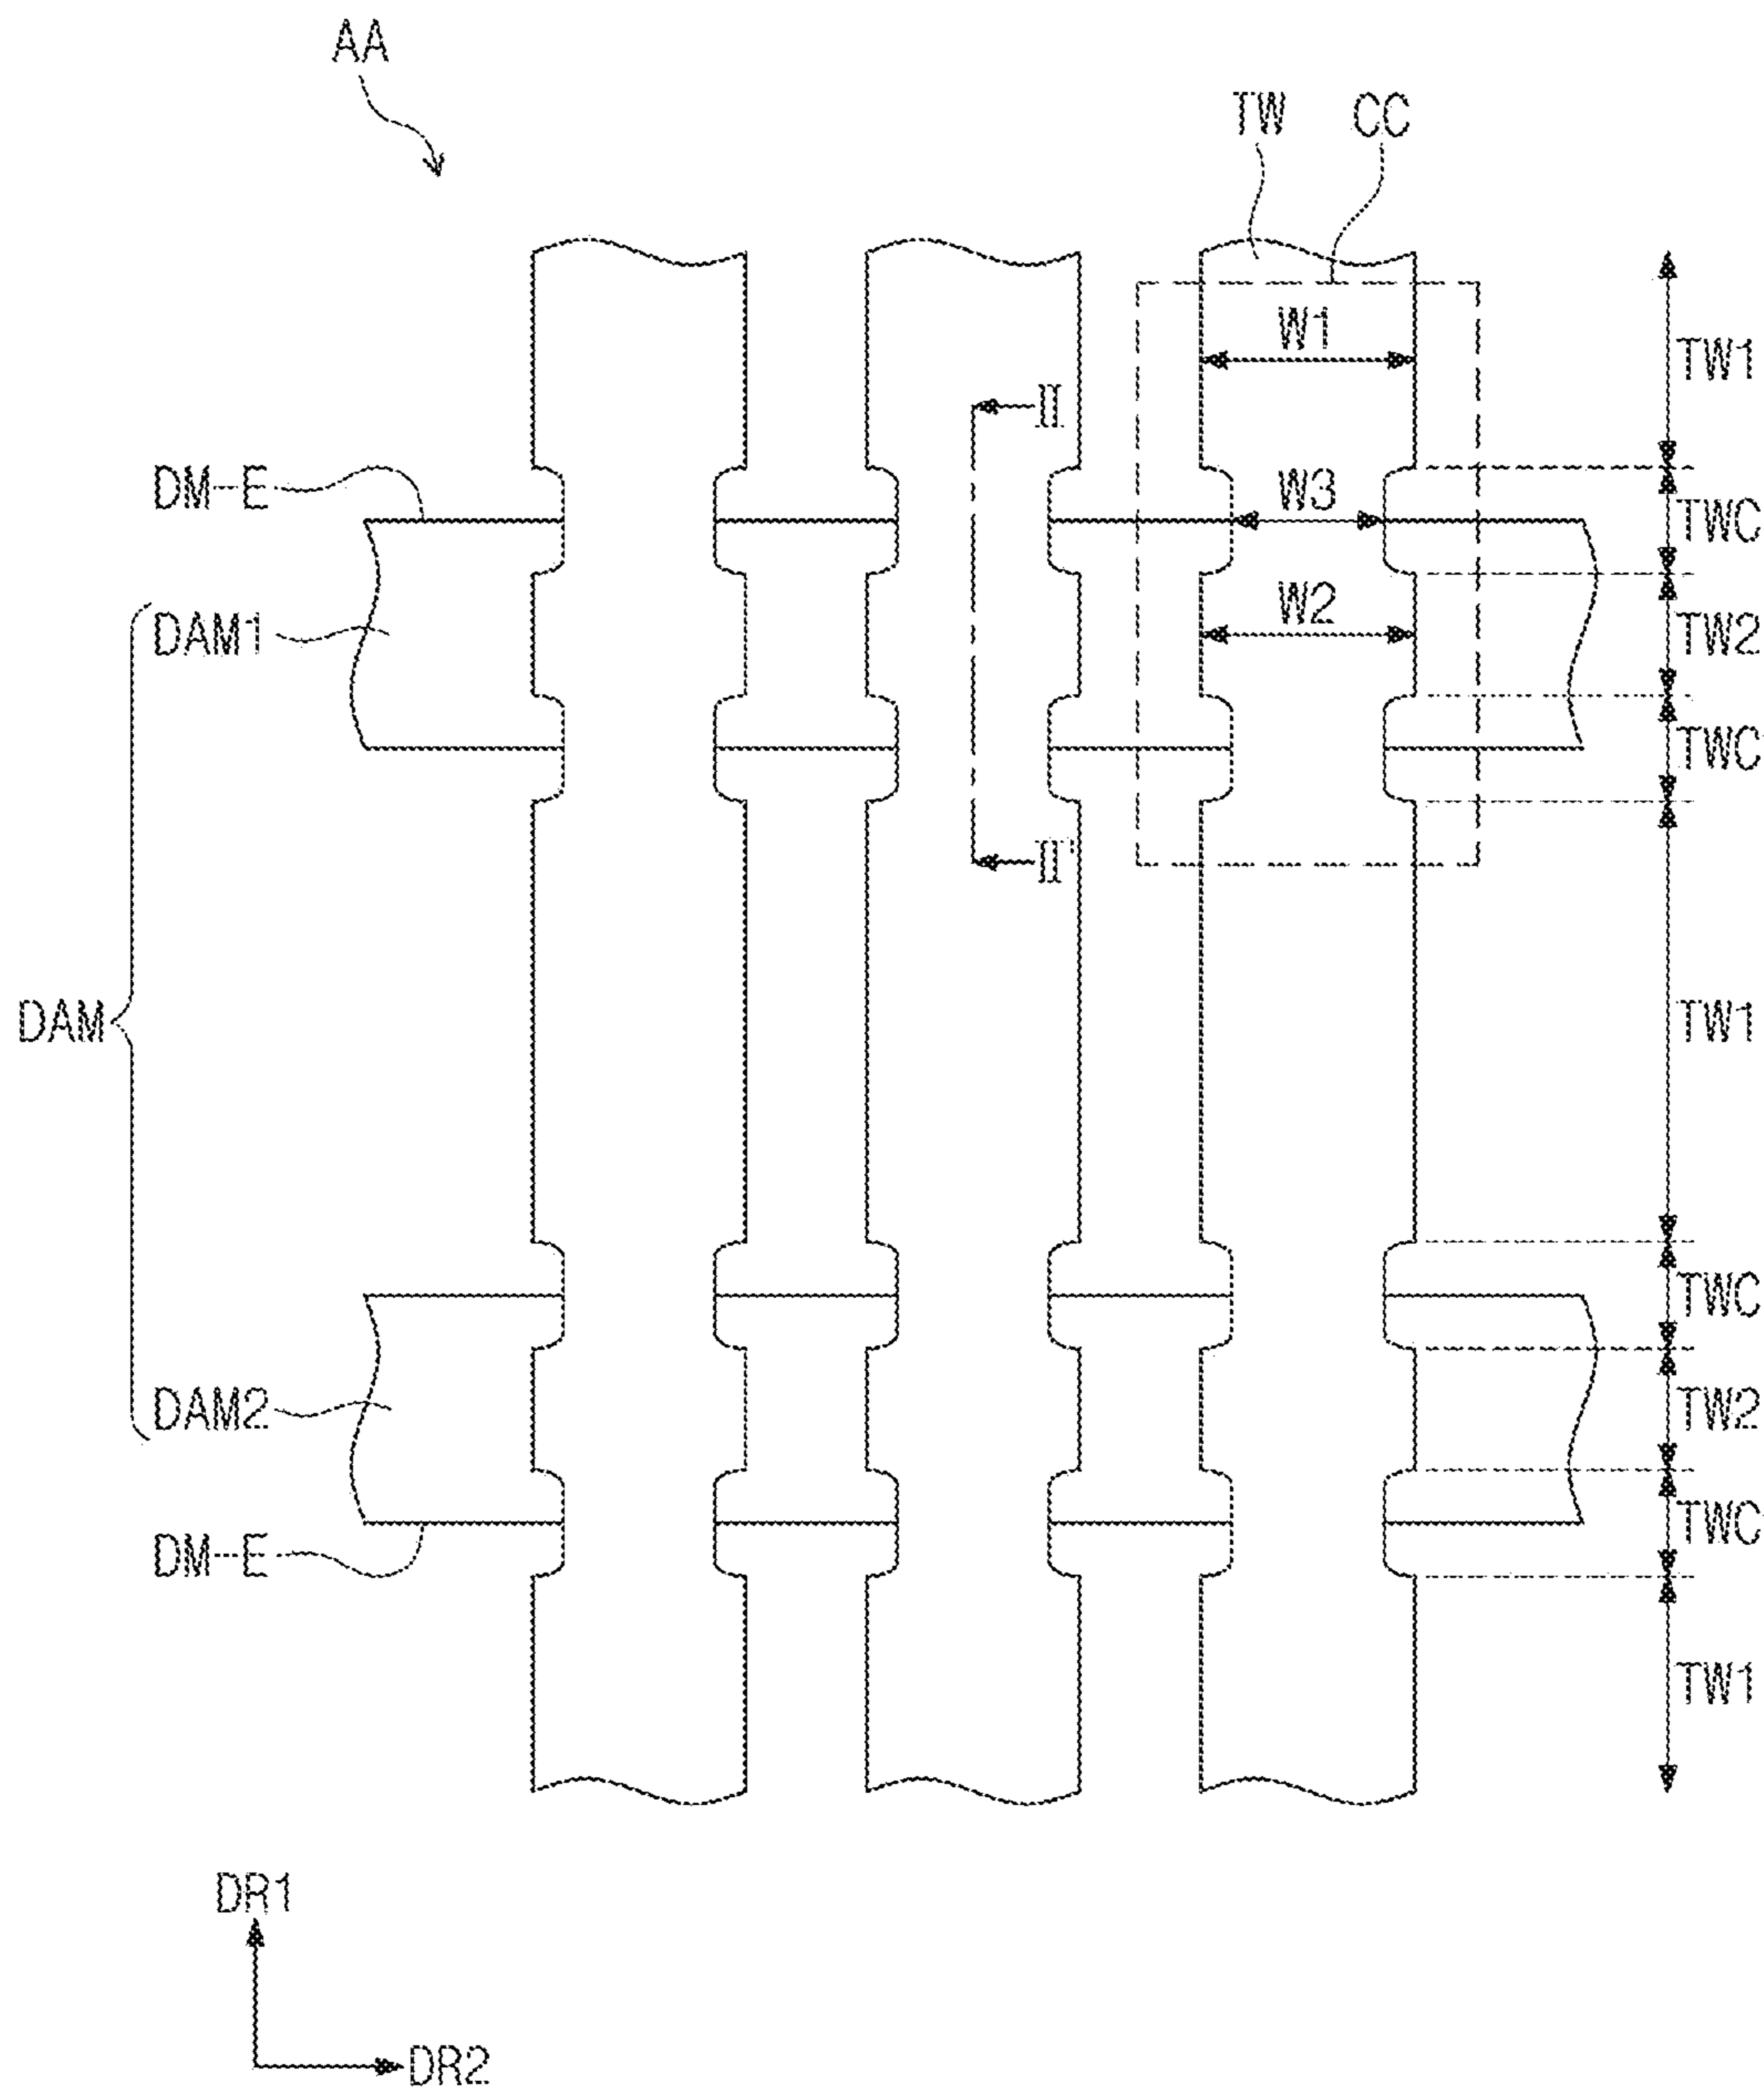 AA
TW CC
W1
TW1
II
DM-E
W3
TWC
DAM1
W2
TW2
TWC
II'
DAM
TW1
TWC
DAM2
TW2
TWC
DM-E
TW1
DR1
DR2